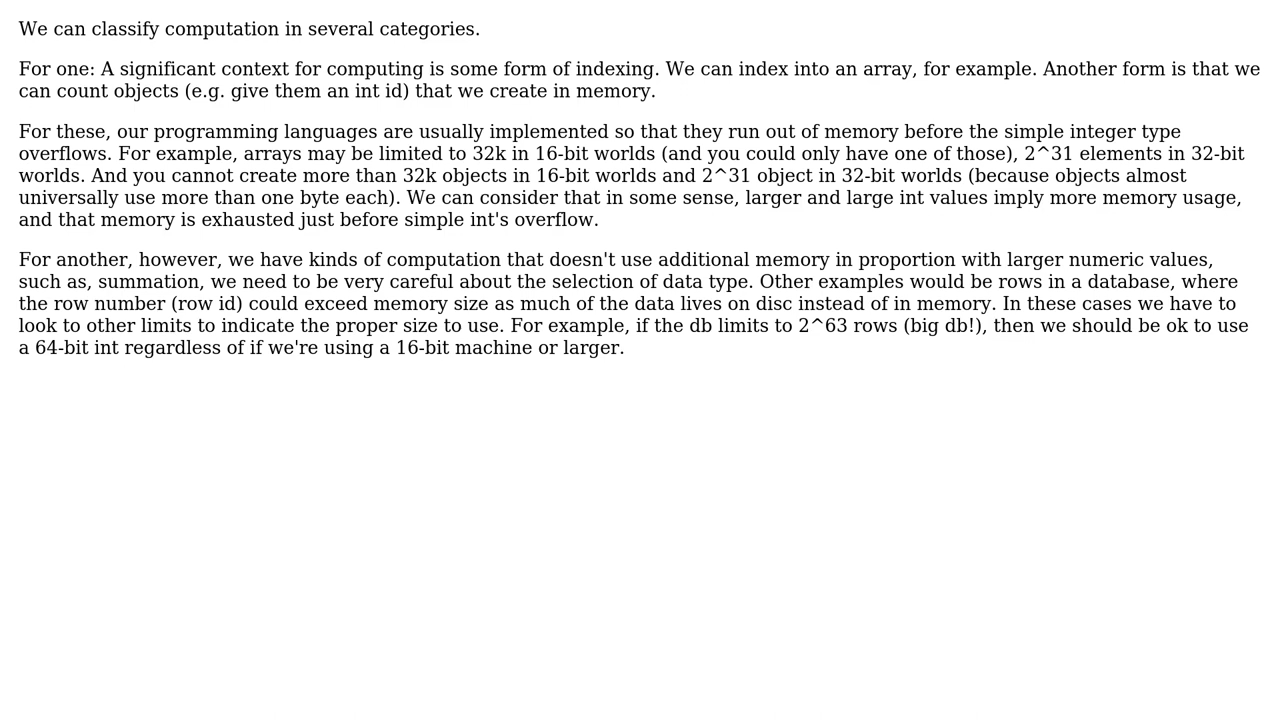 We can classify computation in several categories.
For one: A significant context for computing is some form of indexing. We can index into an array, for example. Another form is that we
can count objects (e.g. give them an int id) that we create in memory.
For these, our programming languages are usually implemented so that they run out of memory before the simple integer type
overflows. For example, arrays may be limited to 32k in 16-bit worlds (and you could only have one of those), 2^31 elements in 32-bit
worlds. And you cannot create more than 32k objects in 16-bit worlds and 2^31 object in 32-bit worlds (because objects almost
universally use more than one byte each). We can consider that in some sense, larger and large int values imply more memory usage,
and that memory is exhausted just before simple int's overflow.
For another, however, we have kinds of computation that doesn't use additional memory in proportion with larger numeric values,
such as, summation, we need to be very careful about the selection of data type. Other examples would be rows in a database, where
the row number (row id) could exceed memory size as much of the data lives on disc instead of in memory. In these cases we have to
look to other limits to indicate the proper size to use. For example, if the db limits to 2^63 rows (big db!), then we should be ok to use
a 64-bit int regardless of if we're using a 16-bit machine or larger.